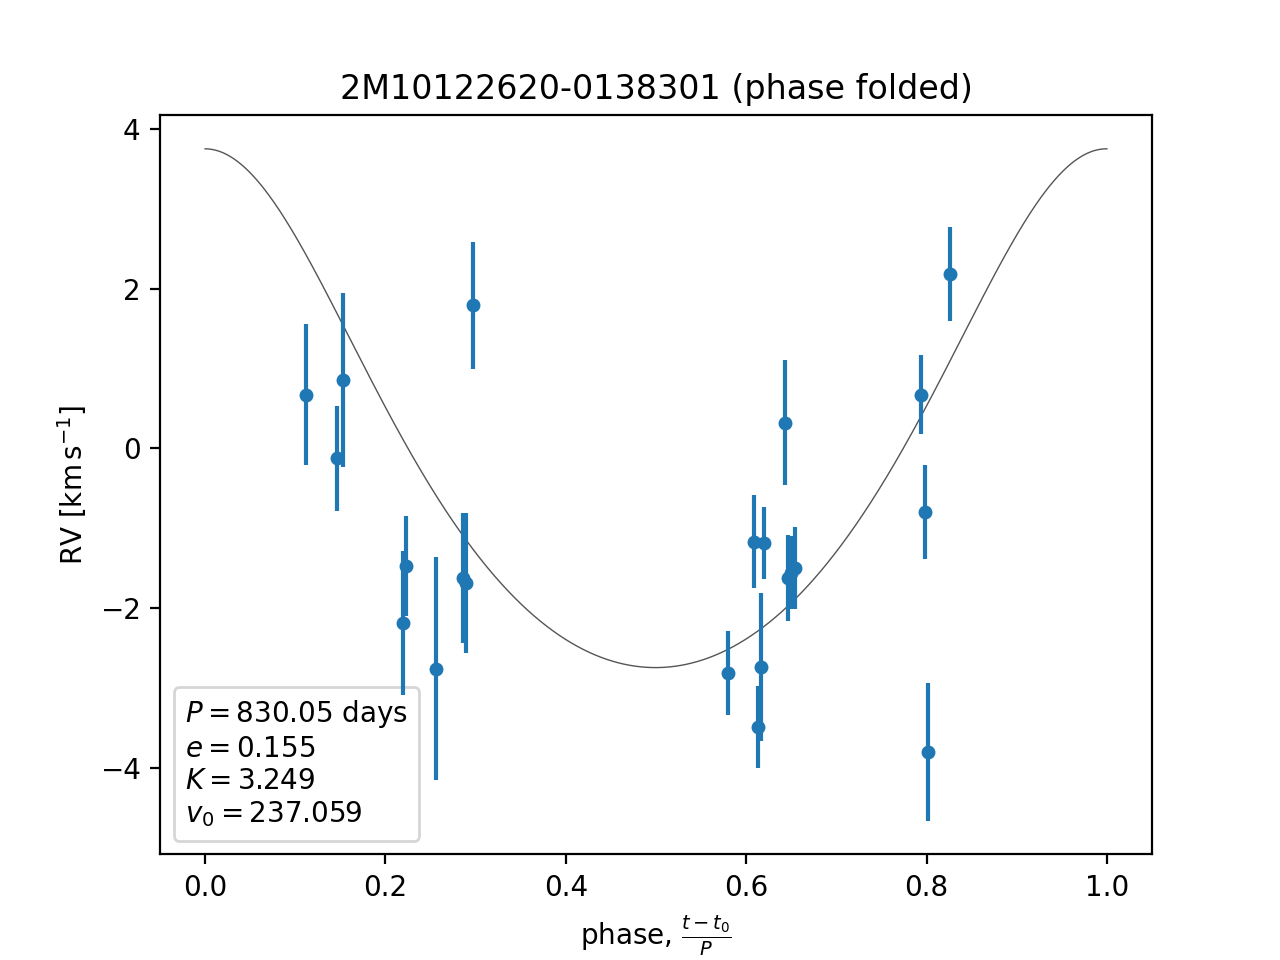 2M10122620-0138301 (phase folded)
4
2
0
−2
−4
RV [km s⁻¹]
P = 830.05 days
e = 0.155
K = 3.249
v₀ = 237.059
0.0 0.2 0.4 0.6 0.8 1.0
phase, (t − t₀)/P